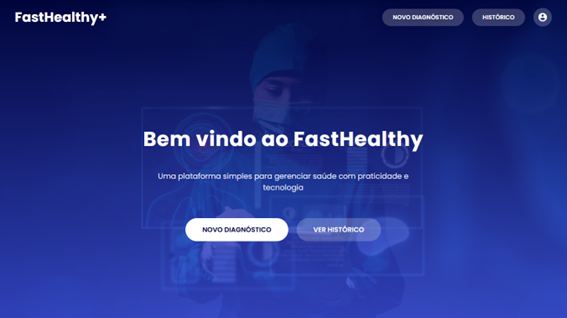 FastHealthy+
NOVO DIAGNÓSTICO
HISTÓRICO
Bem vindo ao FastHealthy
Uma plataforma simples para gerenciar saúde com praticidade e
tecnologia
NOVO DIAGNÓSTICO
VER HISTÓRICO